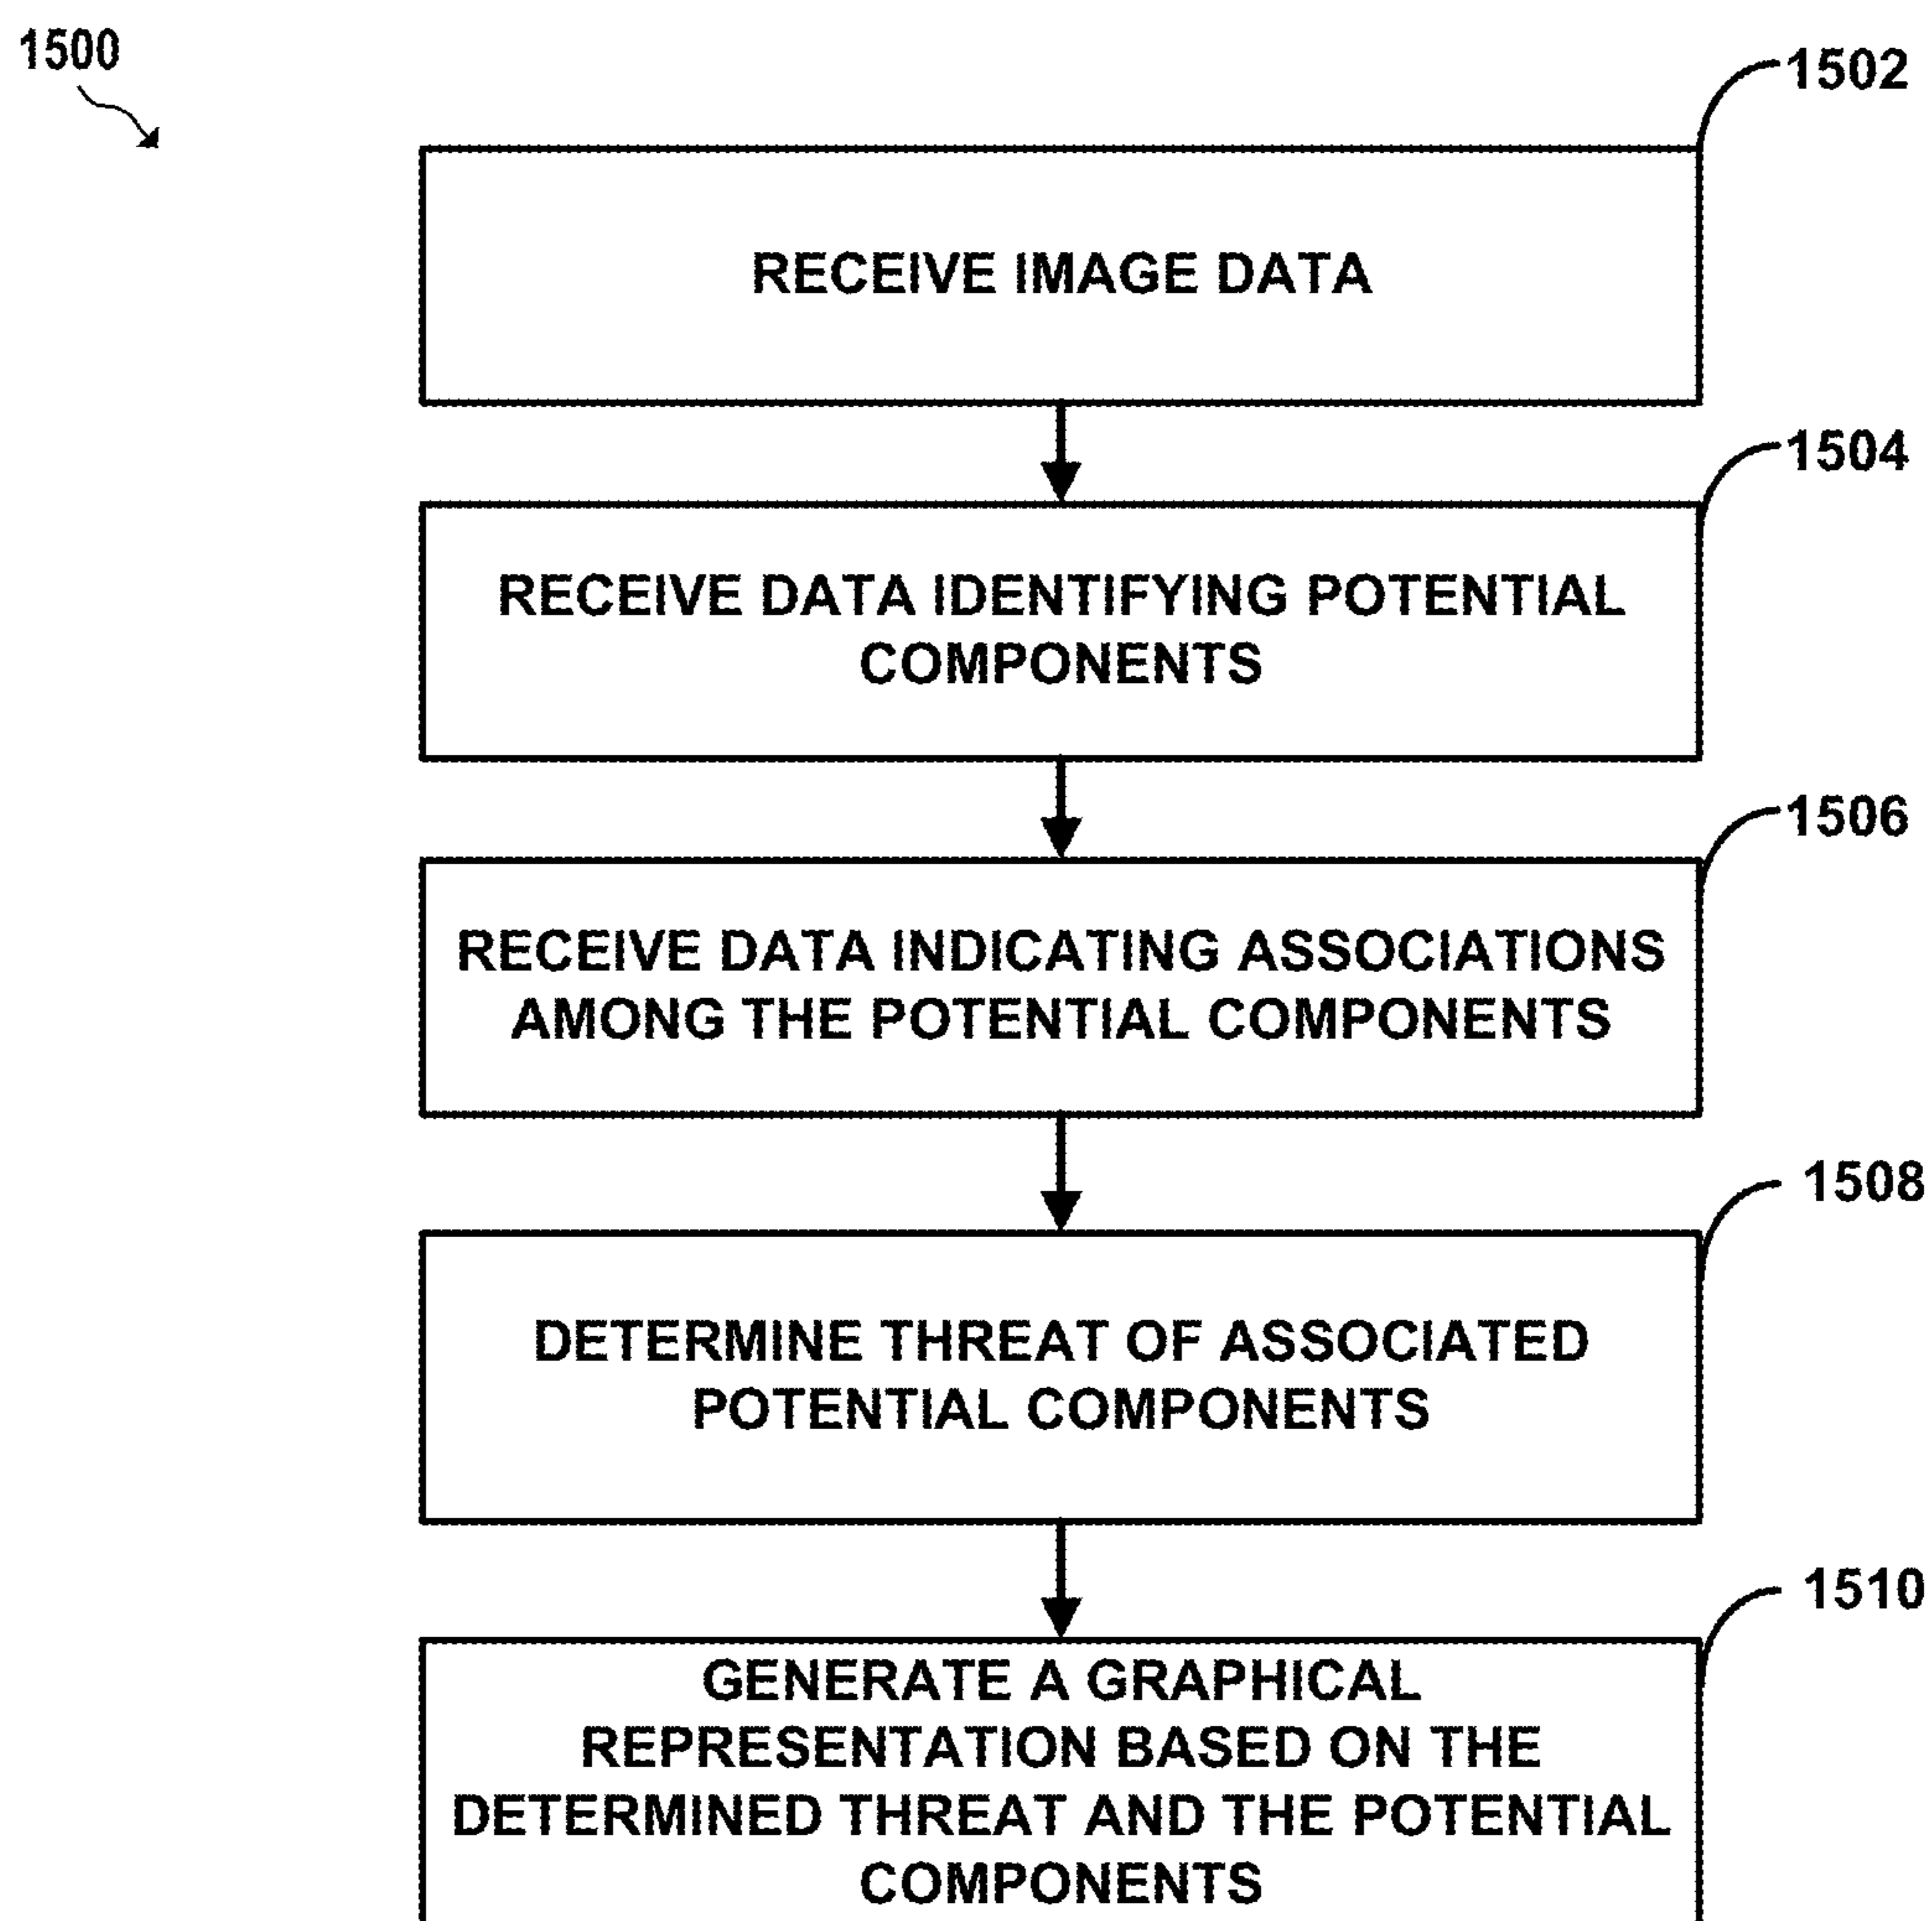 1500
1502
RECEIVE IMAGE DATA
1504
RECEIVE DATA IDENTIFYING POTENTIAL
COMPONENTS
1506
RECEIVE DATA INDICATING ASSOCIATIONS
AMONG THE POTENTIAL COMPONENTS
1508
DETERMINE THREAT OF ASSOCIATED
POTENTIAL COMPONENTS
1510
GENERATE A GRAPHICAL
REPRESENTATION BASED ON THE
DETERMINED THREAT AND THE POTENTIAL
COMPONENTS